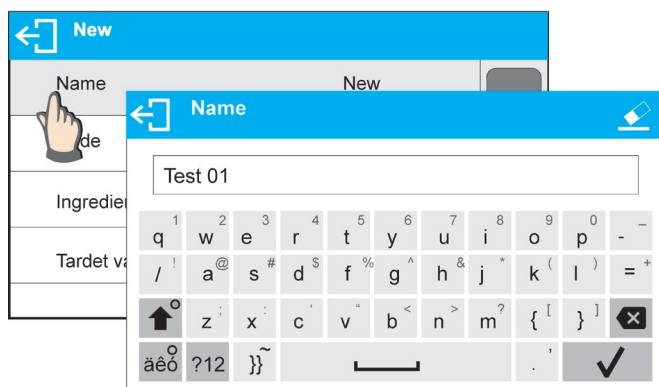 New
Name New
de
Ingredie
Tardet va
Name
Test 01
q 1 w 2 e 3 r 4 t 5 y 6 u 7 i 8 o 9 p 0 - _
/ ! a @ s # d $ f % g ^ h & j * k ( l ) = +
z ; x : c ' v " b < n > m ? { [ } ]
äêó ?12 }} ~ . '